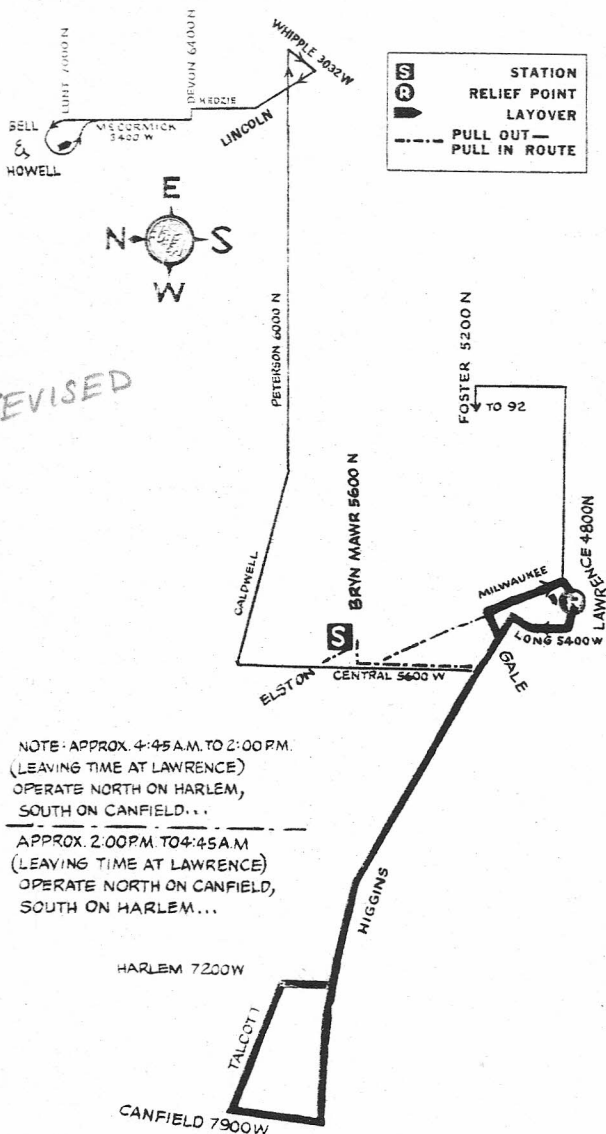 WHIPPLE 3032 W
LUNT 7000 N
DEVON 6400 N
KEDZIE
LINCOLN
McCORMICK
3400 W
BELL
&
HOWELL
S STATION
R RELIEF POINT
LAYOVER
PULL OUT—
PULL IN ROUTE
E
N
S
W
PETERSON 6000 N
FOSTER 5200 N
TO 92
BRYN MAWR 5600 N
LAWRENCE 4800N
CALDWELL
MILWAUKEE
R
S
LONG 5400W
GALE
ELSTON
CENTRAL 5600 W
NOTE: APPROX. 4:45 A.M. TO 2:00 P.M.
(LEAVING TIME AT LAWRENCE)
OPERATE NORTH ON HARLEM,
SOUTH ON CANFIELD...
APPROX. 2:00 P.M. TO 4:45 A.M
(LEAVING TIME AT LAWRENCE)
OPERATE NORTH ON CANFIELD,
SOUTH ON HARLEM...
HIGGINS
HARLEM 7200W
TALCOTT
CANFIELD 7900W